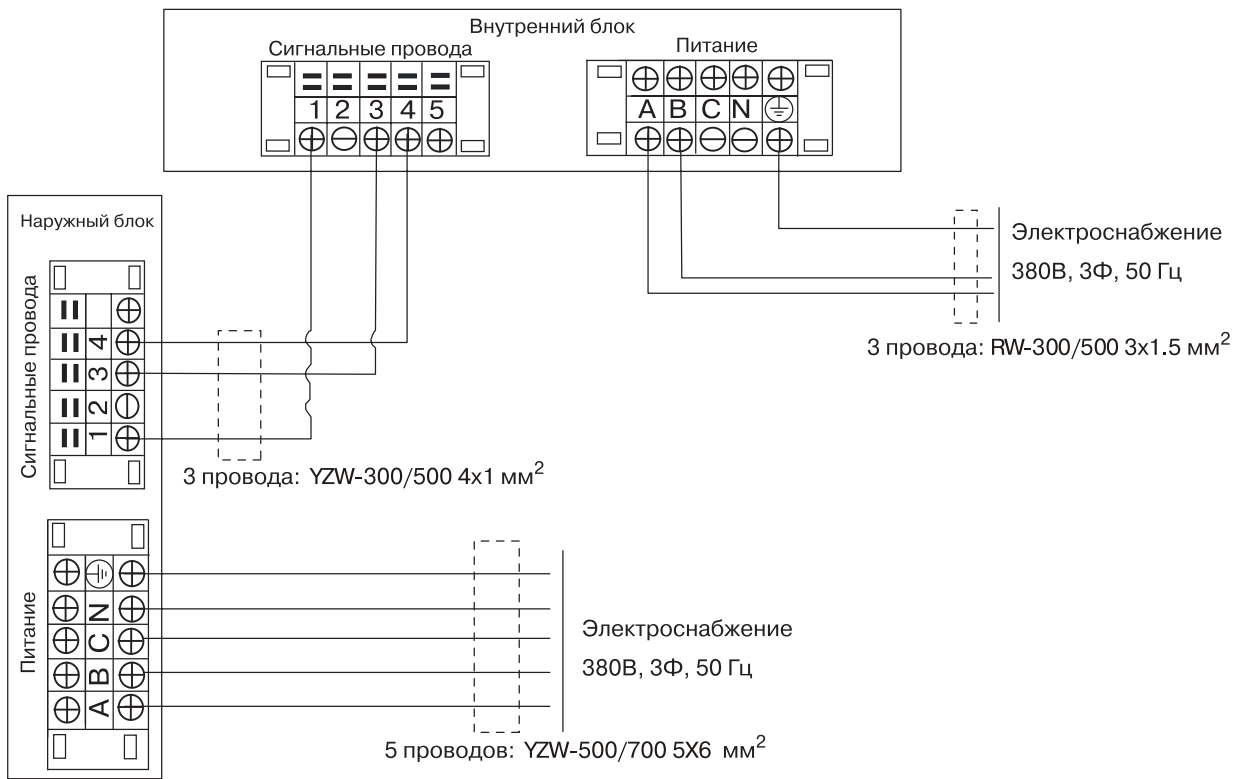 Внутренний блок
Сигнальные провода
Питание
1 2 3 4 5
A B C N
Наружный блок
Электроснабжение
380В, 3Ф, 50 Гц
3 провода: RW-300/500 3x1.5 мм²
Сигнальные провода
4
3
2
1
3 провода: YZW-300/500 4x1 мм²
Питание
N
C
B
A
Электроснабжение
380В, 3Ф, 50 Гц
5 проводов: YZW-500/700 5X6 мм²